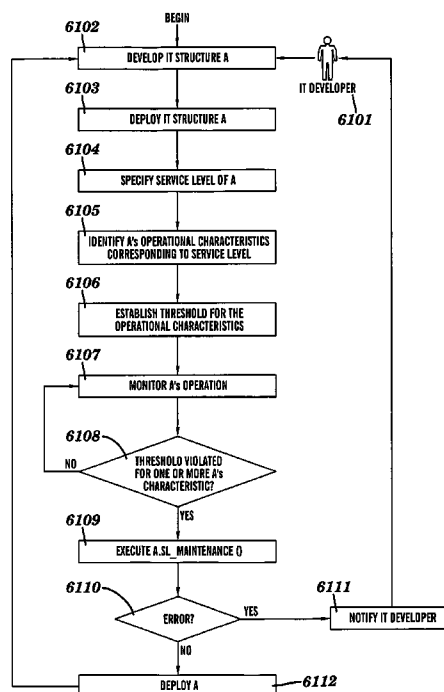 BEGIN
6102
DEVELOP IT STRUCTURE A
IT DEVELOPER
6101
6103
DEPLOY IT STRUCTURE A
6104
SPECIFY SERVICE LEVEL OF A
6105
IDENTIFY A's OPERATIONAL CHARACTERISTICS
CORRESPONDING TO SERVICE LEVEL
6106
ESTABLISH THRESHOLD FOR THE
OPERATIONAL CHARACTERISTICS
6107
MONITOR A's OPERATION
6108
THRESHOLD VIOLATED
FOR ONE OR MORE A's
CHARACTERISTIC?
NO
YES
6109
EXECUTE A.SL_MAINTENANCE ()
6110
ERROR?
YES
6111
NOTIFY IT DEVELOPER
NO
DEPLOY A
6112